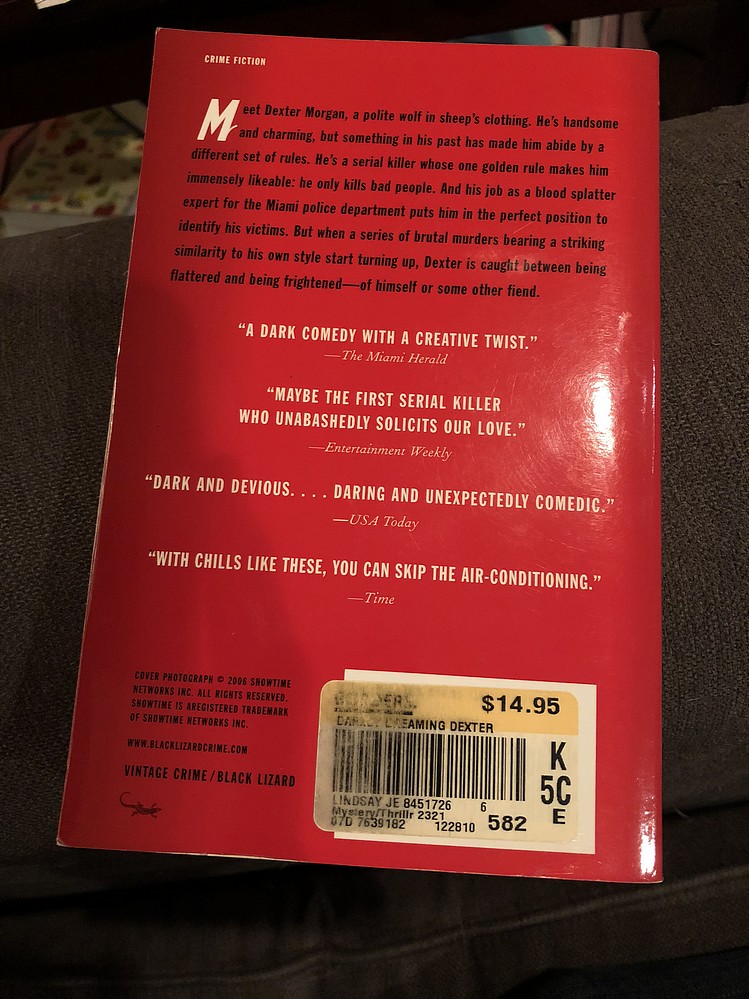 CRIME FICTION
Meet Dexter Morgan, a polite wolf in sheep's clothing. He's handsome
and charming, but something in his past has made him abide by a
different set of rules. He's a serial killer whose one golden rule makes him
immensely likeable: he only kills bad people. And his job as a blood splatter
expert for the Miami police department puts him in the perfect position to
identify his victims. But when a series of brutal murders bearing a striking
similarity to his own style start turning up, Dexter is caught between being
flattered and being frightened—of himself or some other fiend.
"A DARK COMEDY WITH A CREATIVE TWIST."
—The Miami Herald
"MAYBE THE FIRST SERIAL KILLER
WHO UNABASHEDLY SOLICITS OUR LOVE."
—Entertainment Weekly
"DARK AND DEVIOUS. . . . DARING AND UNEXPECTEDLY COMEDIC."
—USA Today
"WITH CHILLS LIKE THESE, YOU CAN SKIP THE AIR-CONDITIONING."
—Time
COVER PHOTOGRAPH © 2006 SHOWTIME
NETWORKS INC. ALL RIGHTS RESERVED.
SHOWTIME IS AREGISTERED TRADEMARK
OF SHOWTIME NETWORKS INC.
WWW.BLACKLIZARDCRIME.COM
VINTAGE CRIME/BLACK LIZARD
BORDERS. $14.95
DARKLY DREAMING DEXTER
K
5C
E
LINDSAY JE 8451726 6
Mystery/Thrillr 2321
07D 7639182 122810 582